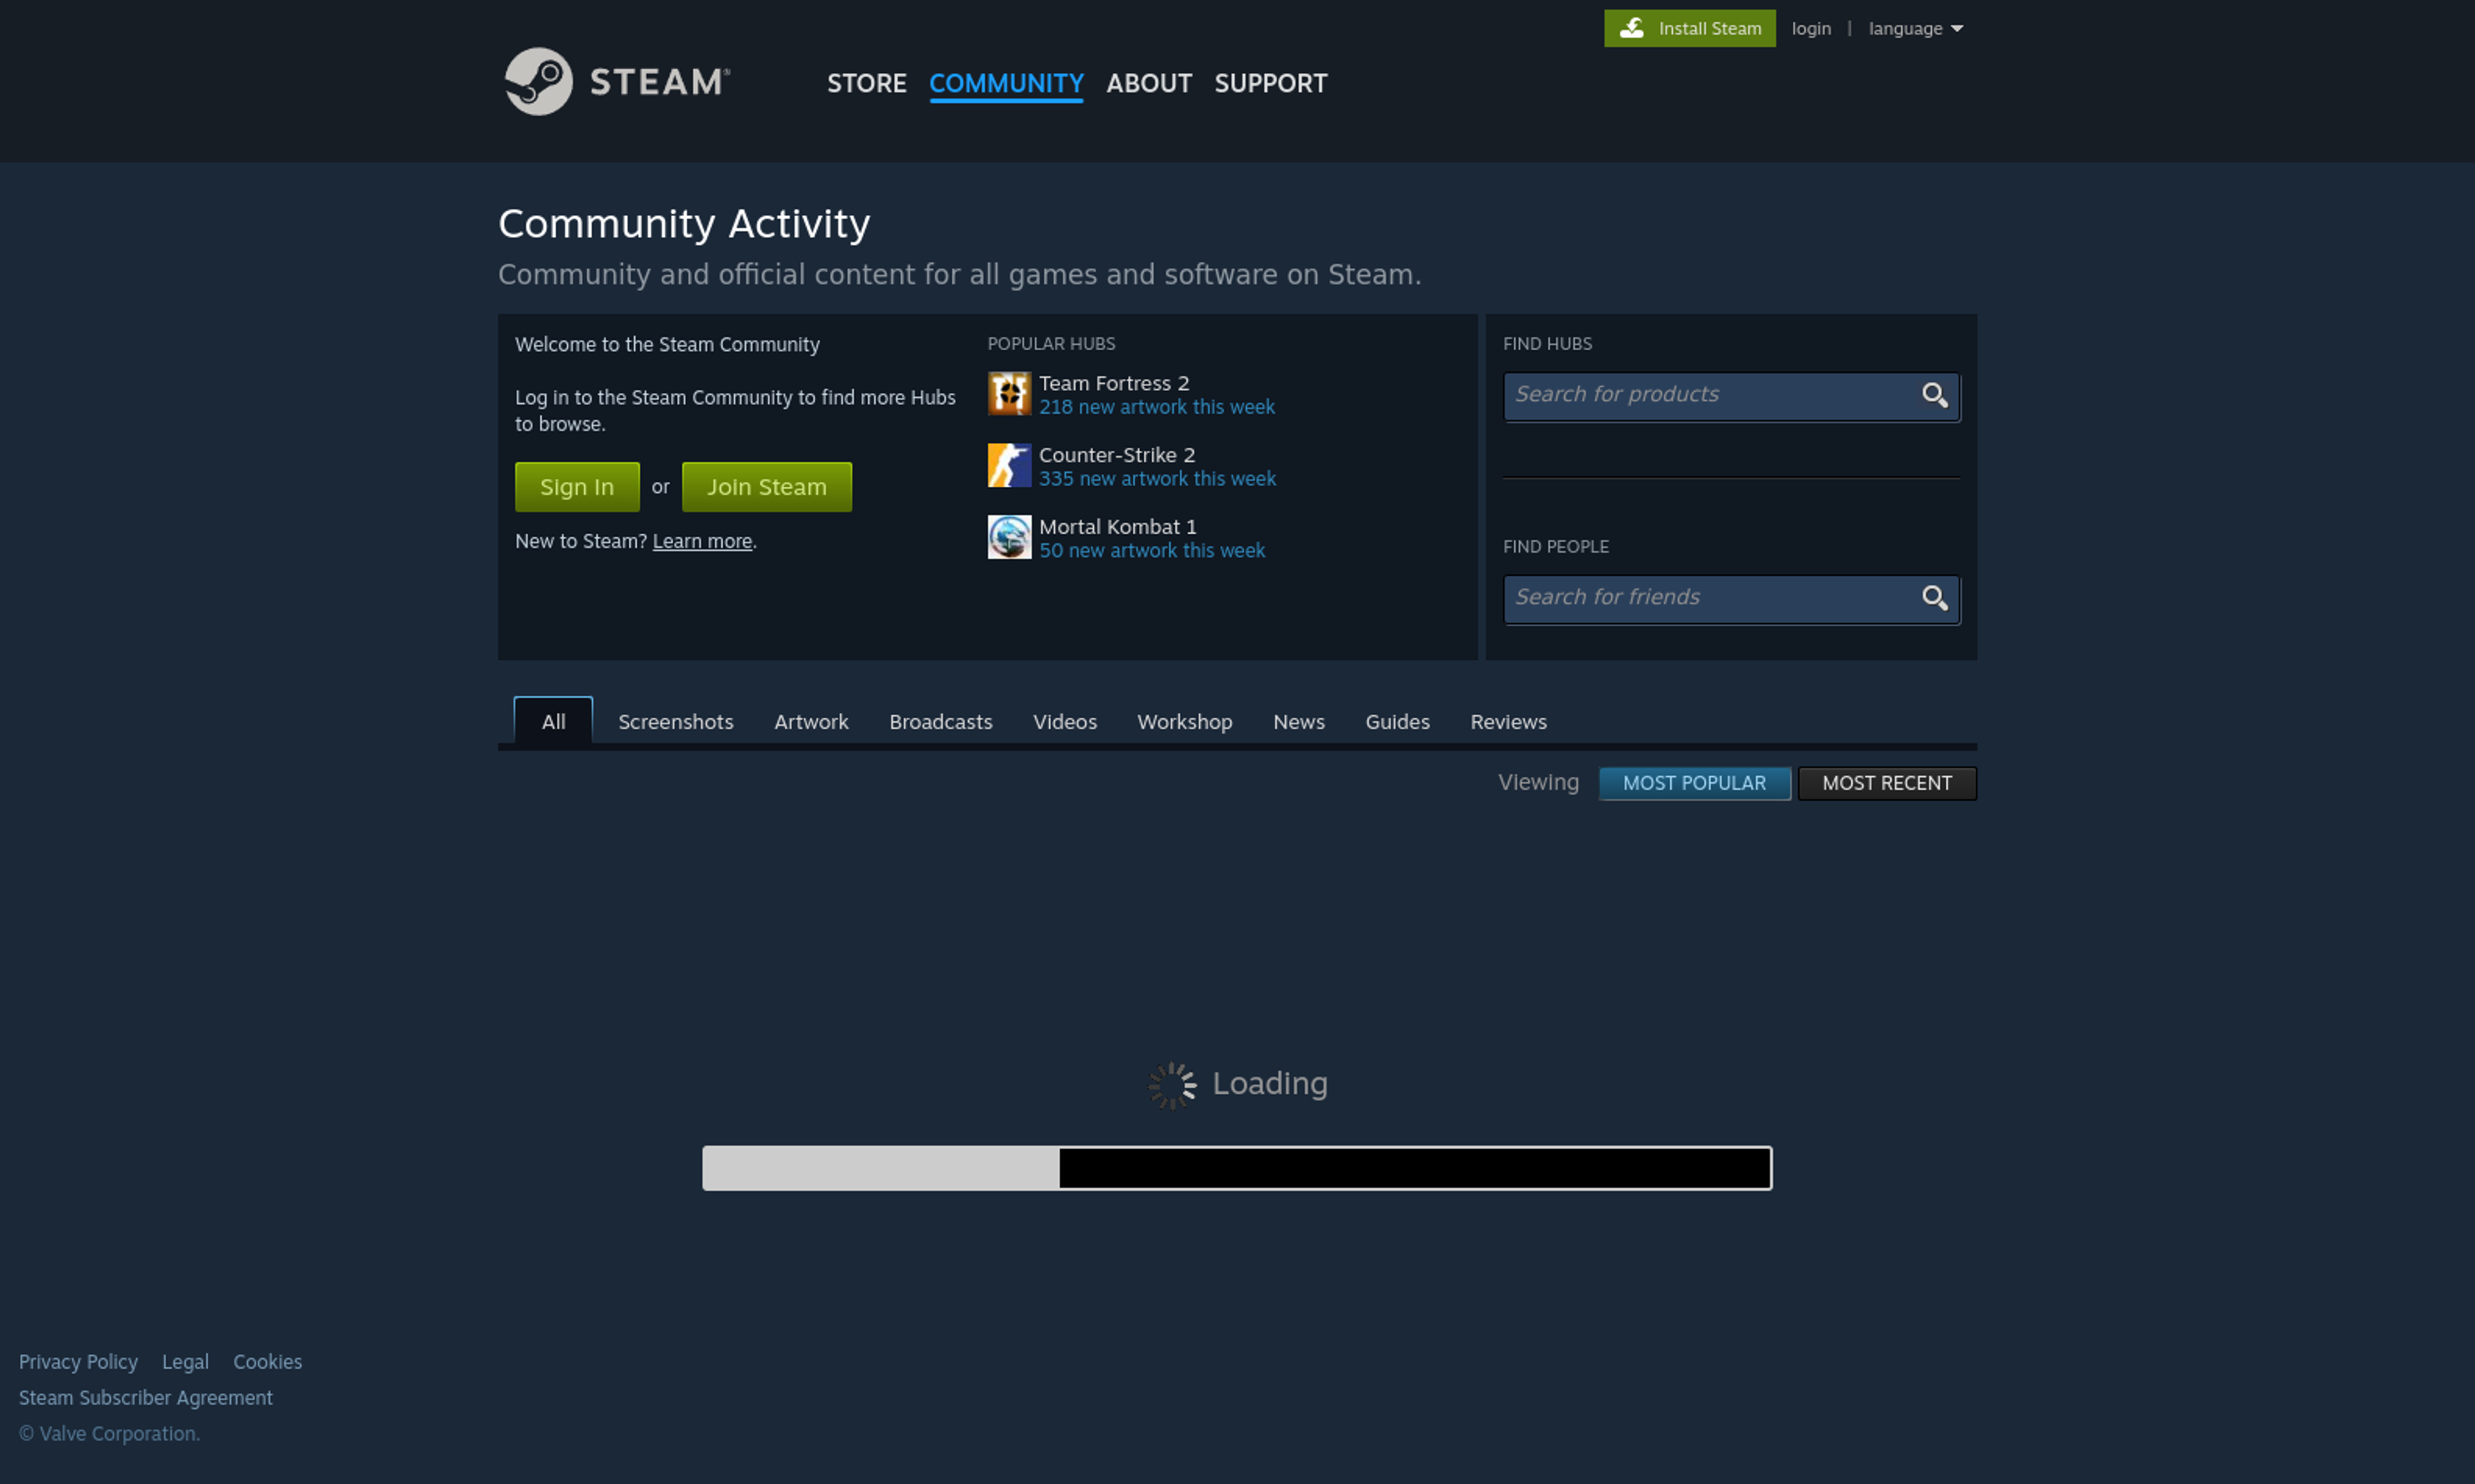 Install Steam login | language
STEAM®
STORE COMMUNITY ABOUT SUPPORT
Community Activity
Community and official content for all games and software on Steam.
Welcome to the Steam Community
Log in to the Steam Community to find more Hubs
to browse.
Sign In or Join Steam
New to Steam? Learn more.
POPULAR HUBS
Team Fortress 2
218 new artwork this week
Counter-Strike 2
335 new artwork this week
Mortal Kombat 1
50 new artwork this week
FIND HUBS
Search for products
FIND PEOPLE
Search for friends
All Screenshots Artwork Broadcasts Videos Workshop News Guides Reviews
Viewing MOST POPULAR MOST RECENT
Loading
Privacy Policy Legal Cookies
Steam Subscriber Agreement
© Valve Corporation.